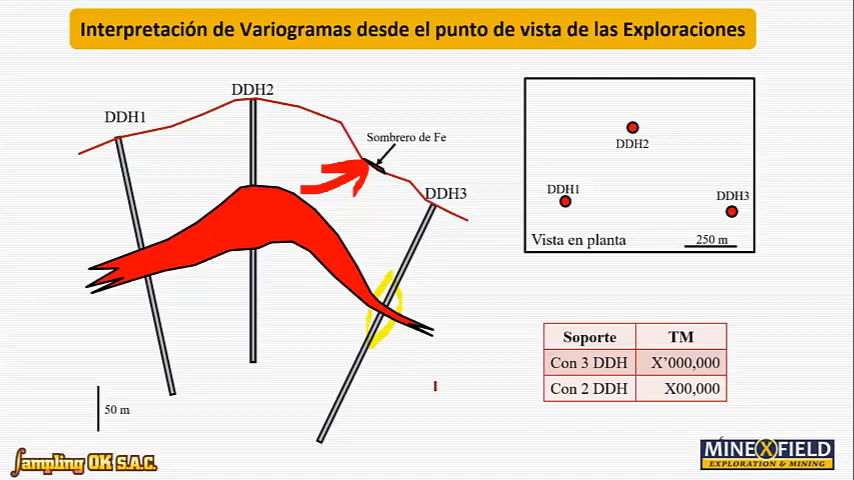 Interpretación de Variogramas desde el punto de vista de las Exploraciones
DDH1
DDH2
Sombrero de Fe
DDH3
50 m
DDH2
DDH1
DDH3
Vista en planta
250 m
Soporte TM
Con 3 DDH X’000,000
Con 2 DDH X00,000
Sampling OK S.A.C.
MINEXFIELD
EXPLORATION & MINING